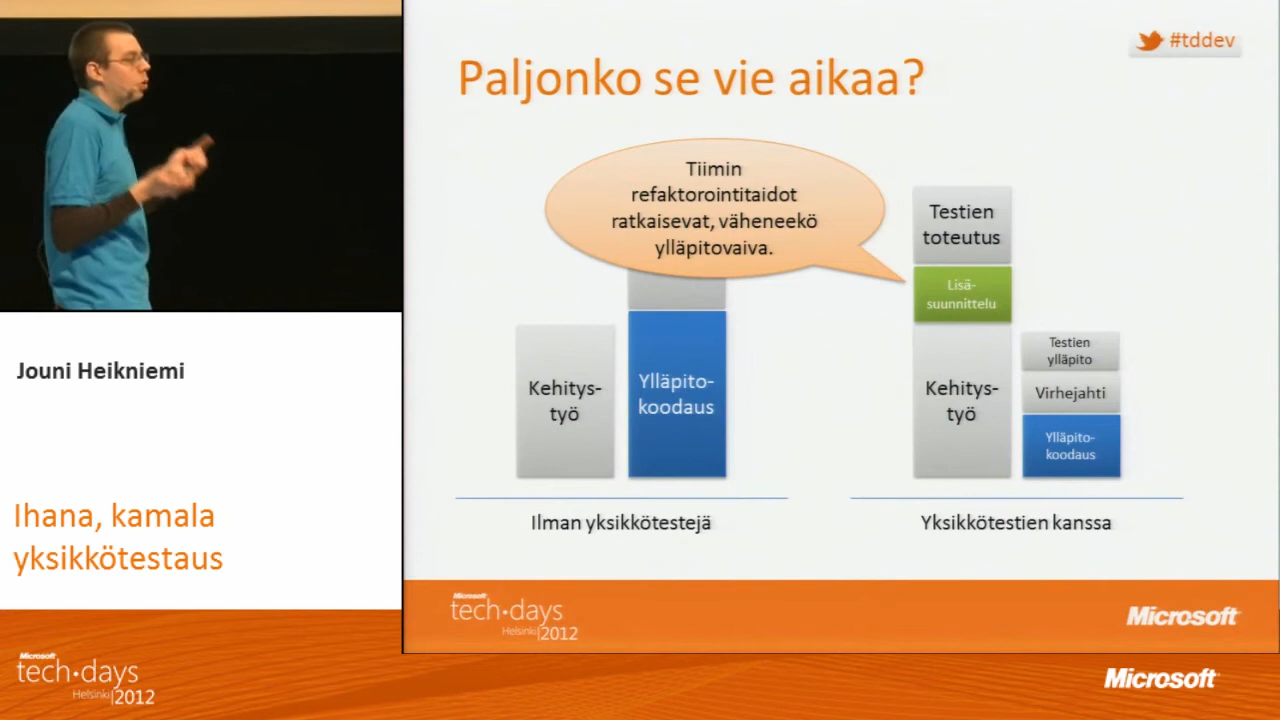 #tddev
Paljonko se vie aikaa?
Tiimin
refaktorointitaidot
ratkaisevat, väheneekö
ylläpitovaiva.
Testien
toteutus
Lisä-
suunnittelu
Kehitys-
työ
Ylläpito-
koodaus
Kehitys-
työ
Testien
ylläpito
Virhejahti
Ylläpito-
koodaus
Ilman yksikkötestejä
Yksikkötestien kanssa
Microsoft
tech·days
Helsinki|2012
Microsoft
Jouni Heikniemi
Ihana, kamala
yksikkötestaus
Microsoft
tech·days
Helsinki|2012
Microsoft